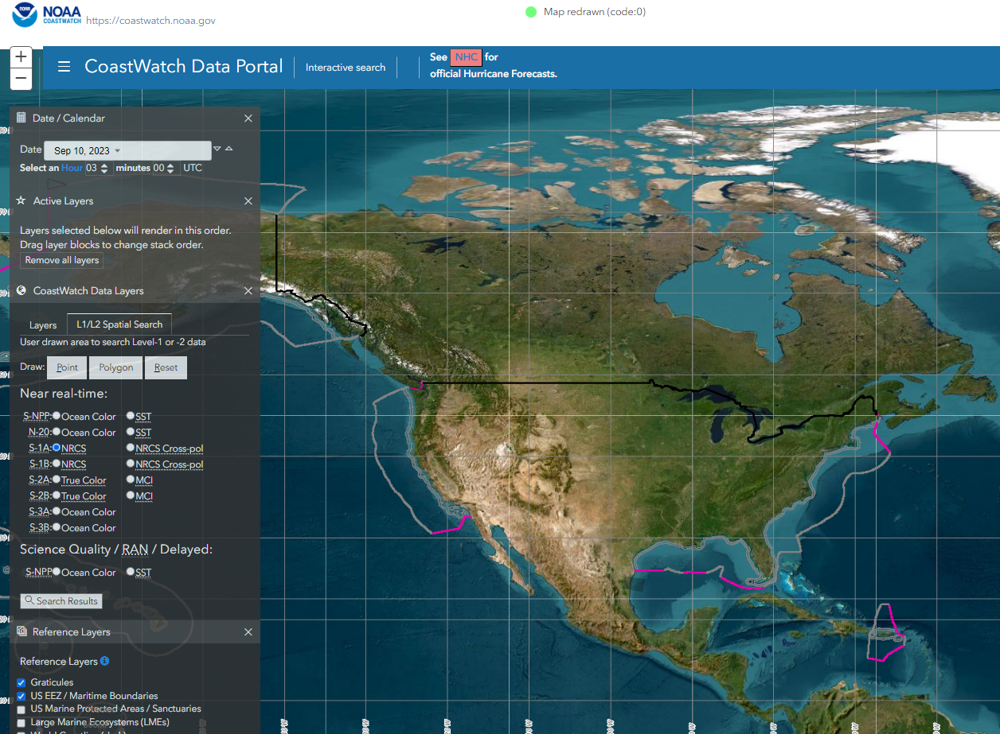 NOAA
COASTWATCH
https://coastwatch.noaa.gov
Map redrawn (code:0)
+
−
CoastWatch Data Portal
Interactive search
See NHC for
official Hurricane Forecasts.
Date / Calendar
Date Sep 10, 2023
Select an Hour 03 minutes 00 UTC
Active Layers
Layers selected below will render in this order.
Drag layer blocks to change stack order.
Remove all layers
CoastWatch Data Layers
Layers L1/L2 Spatial Search
User drawn area to search Level-1 or -2 data
Draw: Point Polygon Reset
Near real-time:
S-NPP: Ocean Color SST
N-20: Ocean Color SST
S-1A: NRCS NRCS Cross-pol
S-1B: NRCS NRCS Cross-pol
S-2A: True Color MCI
S-2B: True Color MCI
S-3A: Ocean Color
S-3B: Ocean Color
Science Quality / RAN / Delayed:
S-NPP Ocean Color SST
Search Results
Reference Layers
Reference Layers
Graticules
US EEZ / Maritime Boundaries
US Marine Protected Areas / Sanctuaries
Large Marine Ecosystems (LMEs)